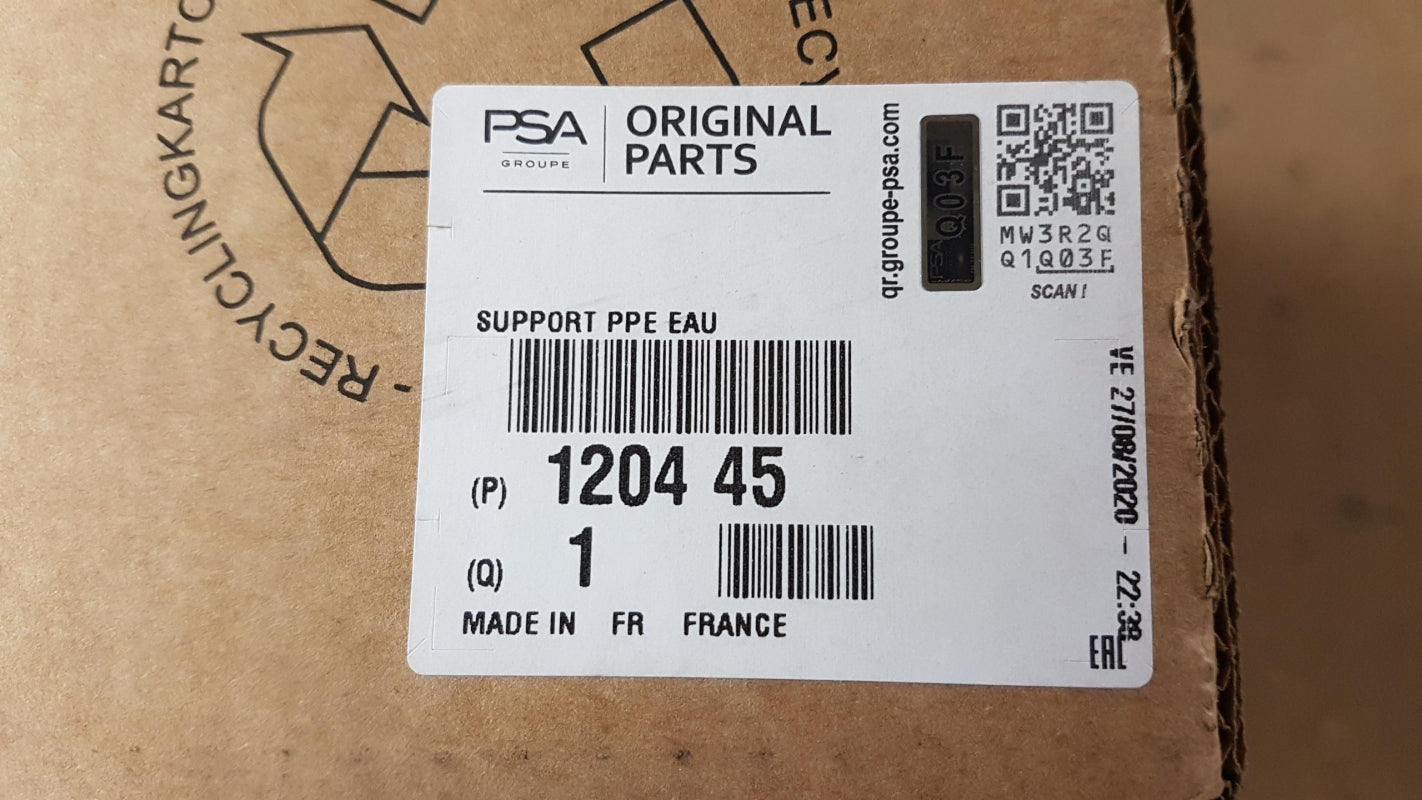 RECYCLINGKARTO
- RECY
PSA
GROUPE
ORIGINAL
PARTS
qr.groupe-psa.com
PSA Q03F
MW3R2Q
Q1Q03F
SCAN!
SUPPORT PPE EAU
(P) 1204 45
(Q) 1
MADE IN FR FRANCE
VE 27/08/2020 - 22:38
EAC